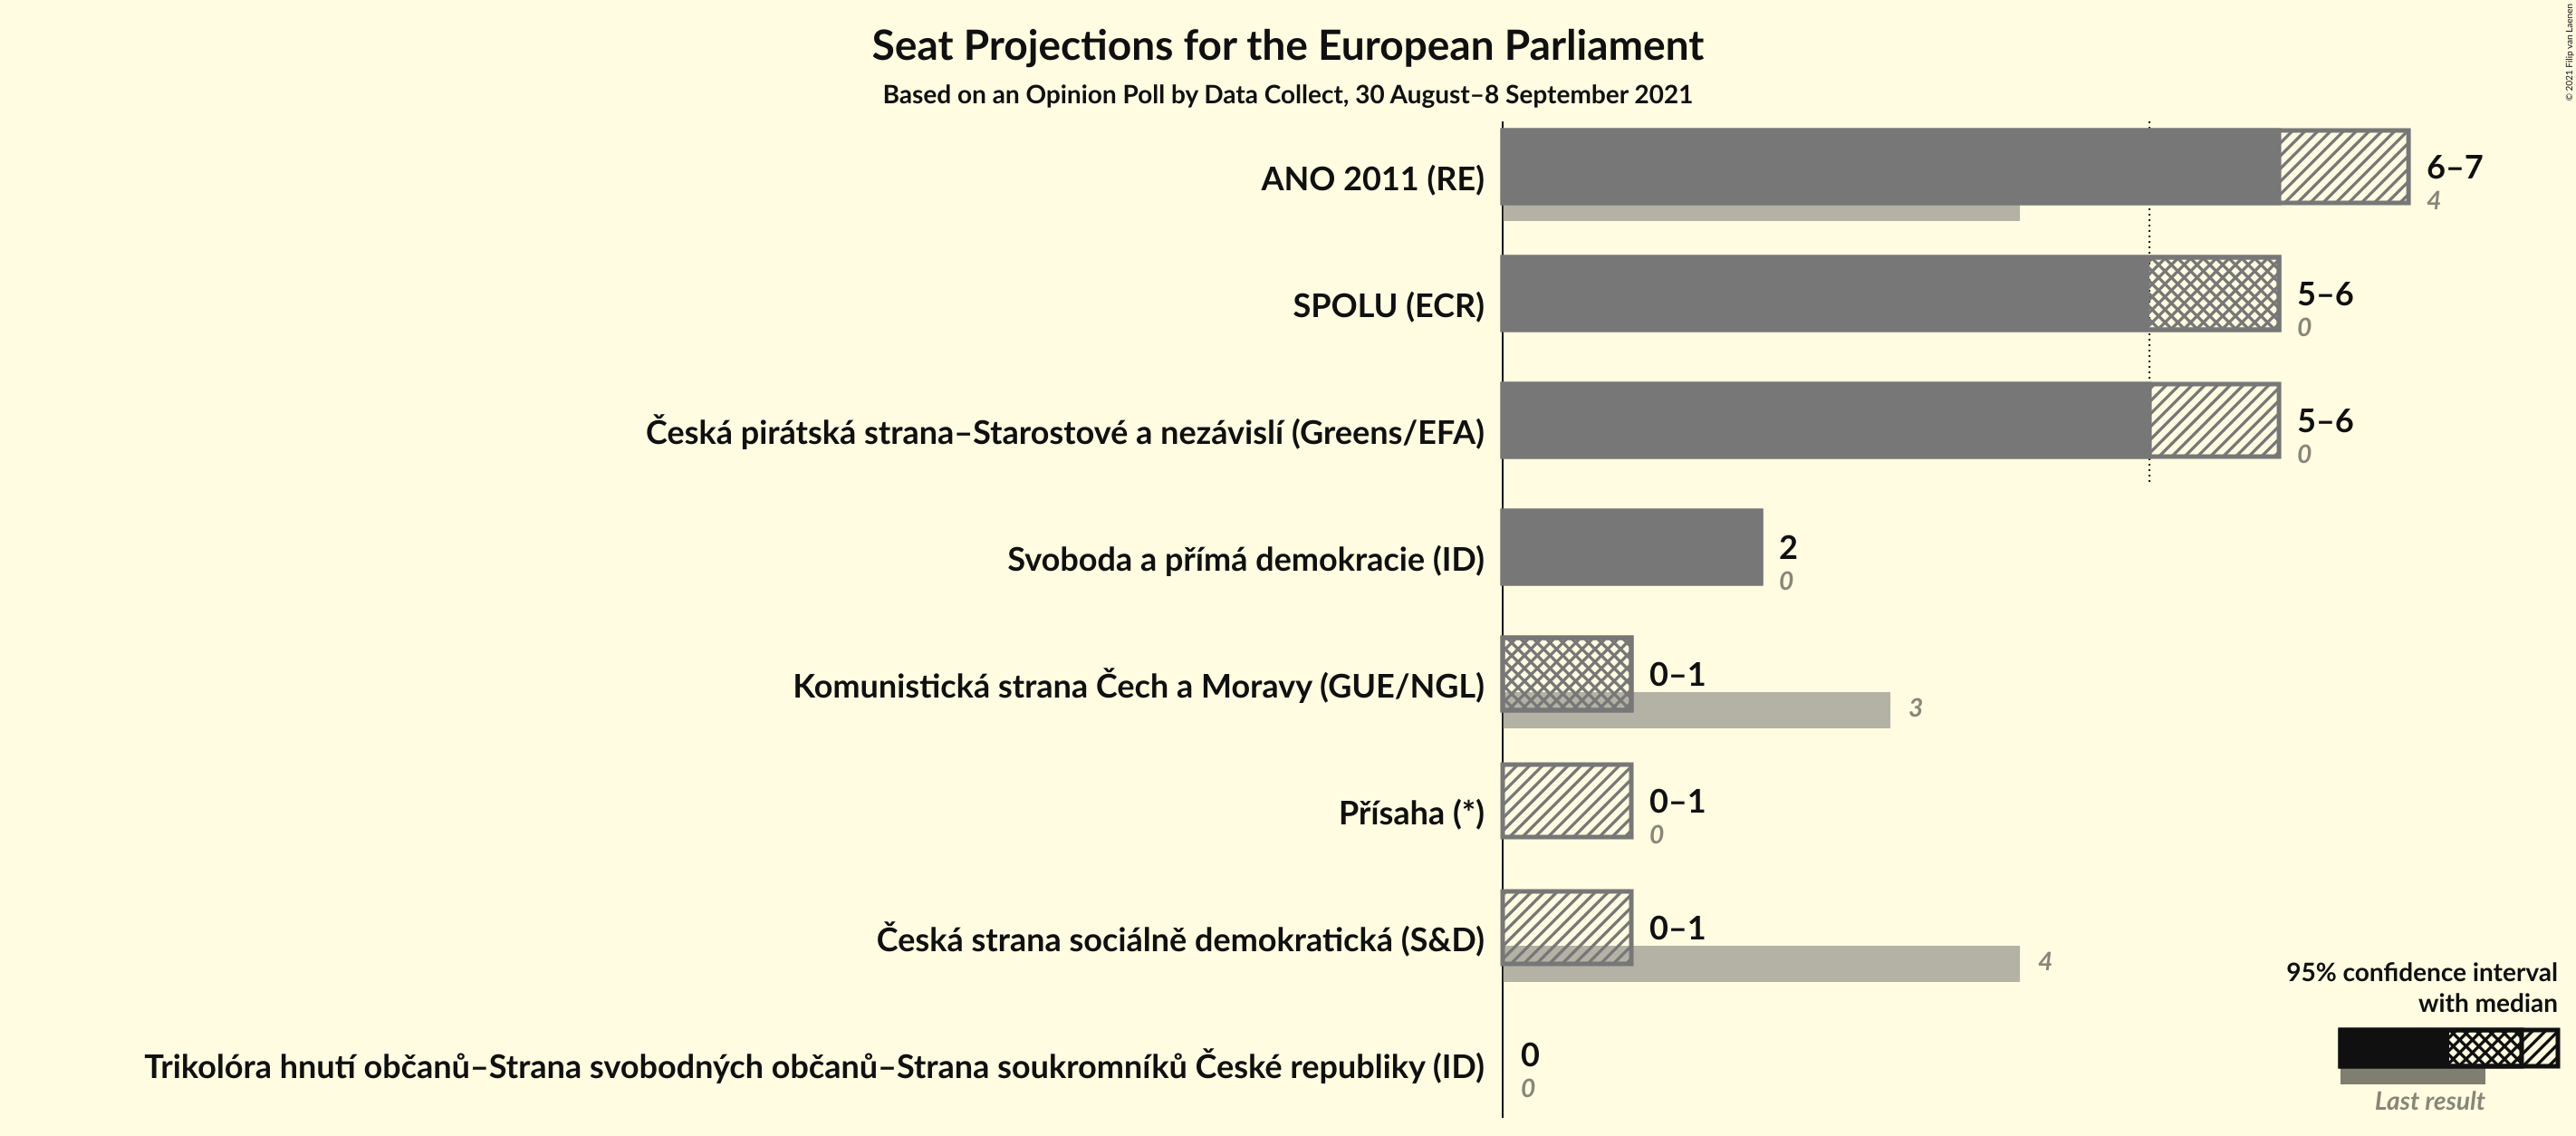 Seat Projections for the European Parliament
Based on an Opinion Poll by Data Collect, 30 August–8 September 2021
© 2021 Filip van Laenen
ANO 2011 (RE)
6–7
4
SPOLU (ECR)
5–6
0
Česká pirátská strana–Starostové a nezávislí (Greens/EFA)
5–6
0
Svoboda a přímá demokracie (ID)
2
0
Komunistická strana Čech a Moravy (GUE/NGL)
0–1
3
Přísaha (*)
0–1
0
Česká strana sociálně demokratická (S&D)
0–1
4
Trikolóra hnutí občanů–Strana svobodných občanů–Strana soukromníků České republiky (ID)
0
0
95% confidence interval
with median
Last result